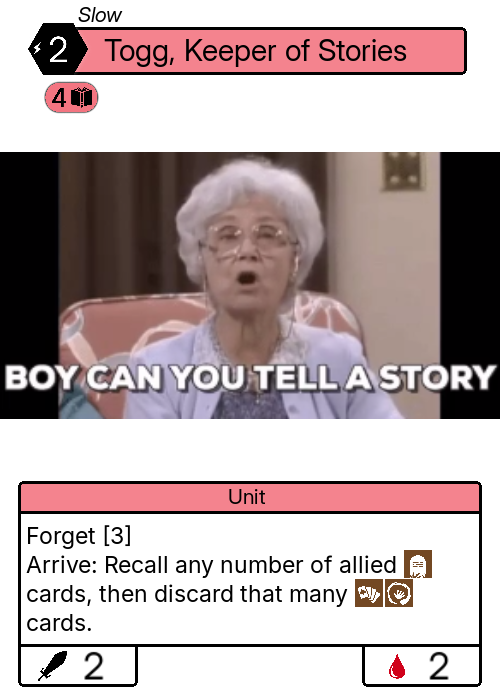 Slow
2 Togg, Keeper of Stories
4
BOY CAN YOU TELL A STORY
Unit
Forget [3]
Arrive: Recall any number of allied
cards, then discard that many
cards.
2 2